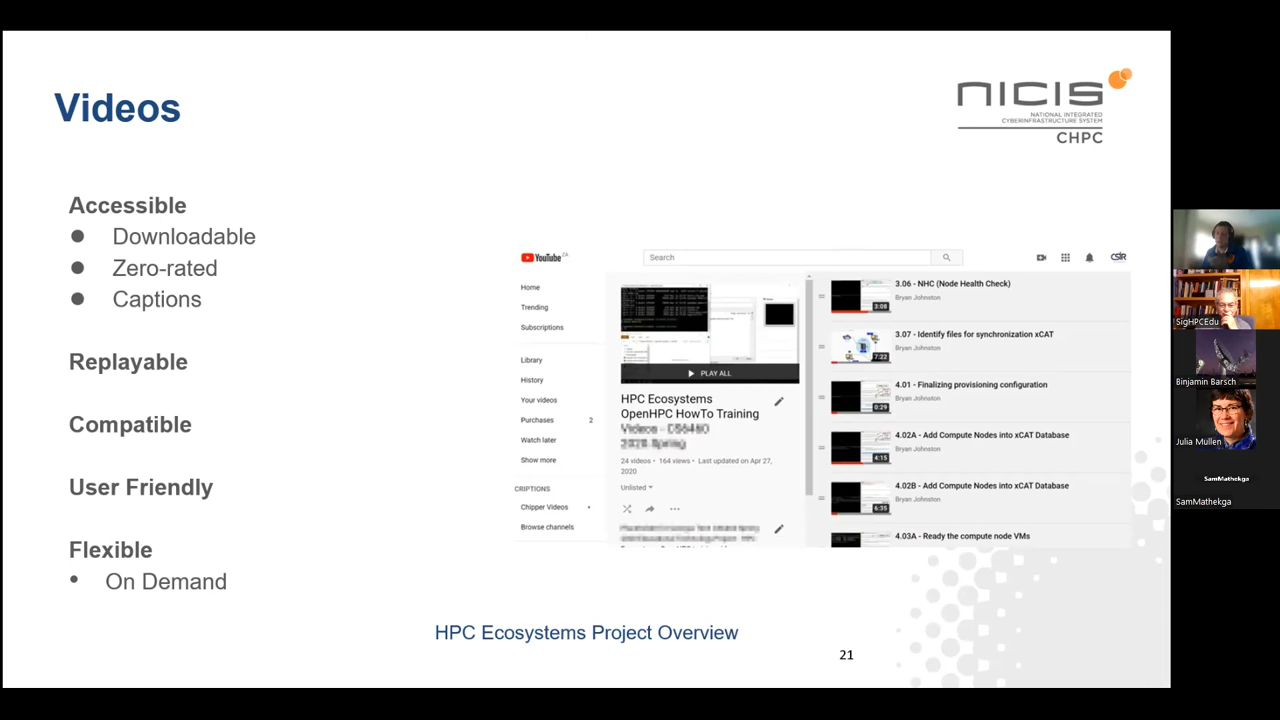 Videos
NICIS
NATIONAL INTEGRATED
CYBERINFRASTRUCTURE SYSTEM
CHPC
Accessible
● Downloadable
● Zero-rated
● Captions
Replayable
Compatible
User Friendly
Flexible
• On Demand
YouTube ZA
Search
CSIR
Home
Trending
Subscriptions
Library
History
Your videos
Purchases 2
Watch later
Show more
CRIPTIONS
Chipper Videos
Browse channels
PLAY ALL
HPC Ecosystems
OpenHPC HowTo Training
Videos - CS6460
2020 Spring
24 videos • 164 views • Last updated on Apr 27,
2020
Unlisted
3.06 - NHC (Node Health Check)
Bryan Johnston
3:08
3.07 - Identify files for synchronization xCAT
Bryan Johnston
7:22
4.01 - Finalizing provisioning configuration
Bryan Johnston
0:29
4.02A - Add Compute Nodes into xCAT Database
Bryan Johnston
4:15
4.02B - Add Compute Nodes into xCAT Database
Bryan Johnston
6:35
4.03A - Ready the compute node VMs
HPC Ecosystems Project Overview
21
SigHPCEdu
Binjamin Barsch
Julia Mullen
SamMathekga
SamMathekga